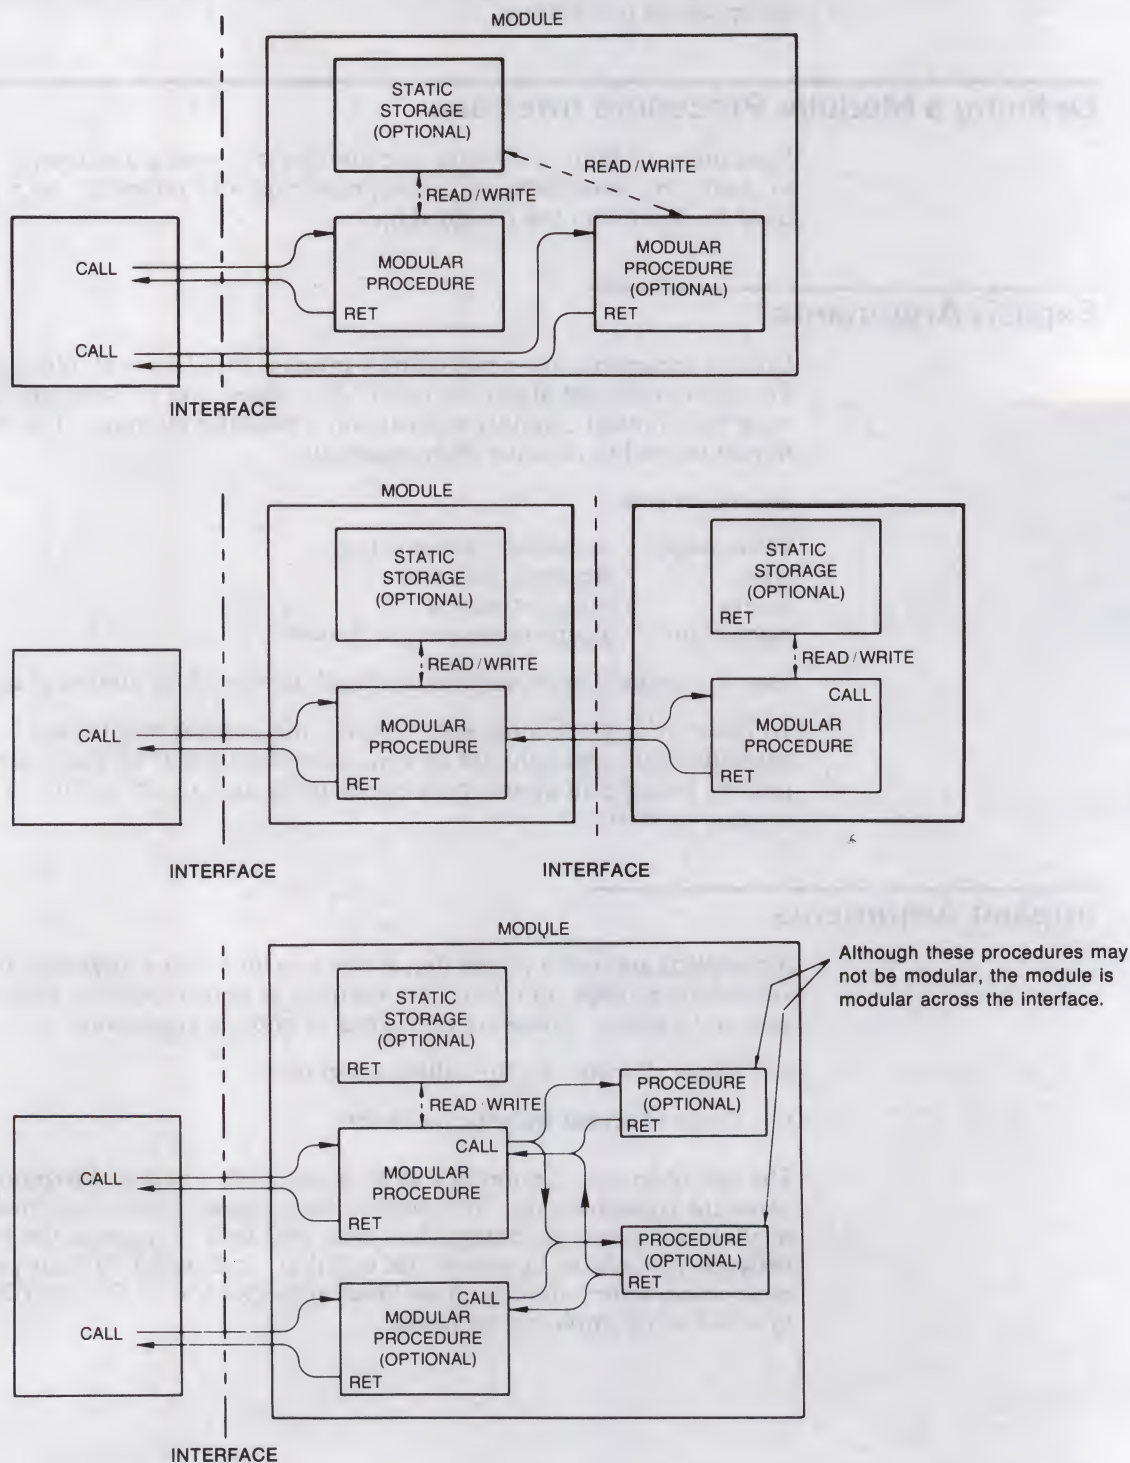 MODULE
STATIC
STORAGE
(OPTIONAL)
READ/WRITE
READ/WRITE
CALL
MODULAR
PROCEDURE
RET
MODULAR
PROCEDURE
(OPTIONAL)
RET
CALL
INTERFACE
MODULE
STATIC
STORAGE
(OPTIONAL)
READ/WRITE
CALL
MODULAR
PROCEDURE
RET
STATIC
STORAGE
(OPTIONAL)
RET
READ/WRITE
CALL
MODULAR
PROCEDURE
RET
INTERFACE
INTERFACE
MODULE
Although these procedures may
not be modular, the module is
modular across the interface.
STATIC
STORAGE
(OPTIONAL)
RET
READ/WRITE
PROCEDURE
(OPTIONAL)
RET
CALL
CALL
MODULAR
PROCEDURE
RET
PROCEDURE
(OPTIONAL)
RET
CALL
CALL
MODULAR
PROCEDURE
(OPTIONAL)
RET
INTERFACE